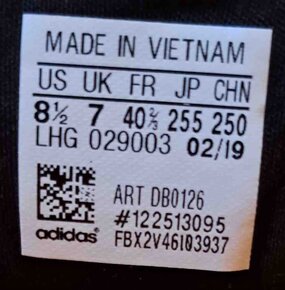 MADE IN VIETNAM
US UK FR JP CHN
8½ 7 40⅔ 255 250
LHG 029003 02/19
ART DB0126
#122513095
adidas FBX2V46I03937